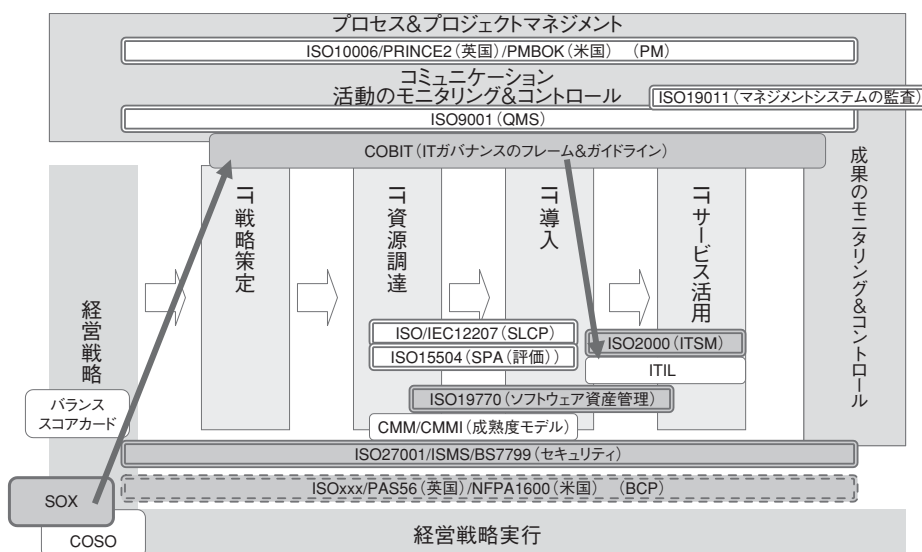 プロセス&プロジェクトマネジメント
ISO10006/PRINCE2(英国)/PMBOK(米国) (PM)
コミュニケーション
活動のモニタリング&コントロール
ISO19011(マネジメントシステムの監査)
ISO9001(QMS)
COBIT(ITガバナンスのフレーム&ガイドライン)
経営戦略
IT戦略策定
IT資源調達
IT導入
ITサービス活用
成果のモニタリング&コントロール
ISO/IEC12207(SLCP)
ISO15504(SPA(評価))
ISO2000(ITSM)
ITIL
ISO19770(ソフトウェア資産管理)
バランス
スコアカード
CMM/CMMI(成熟度モデル)
ISO27001/ISMS/BS7799(セキュリティ)
ISOxxx/PAS56(英国)/NFPA1600(米国) (BCP)
SOX
COSO
経営戦略実行